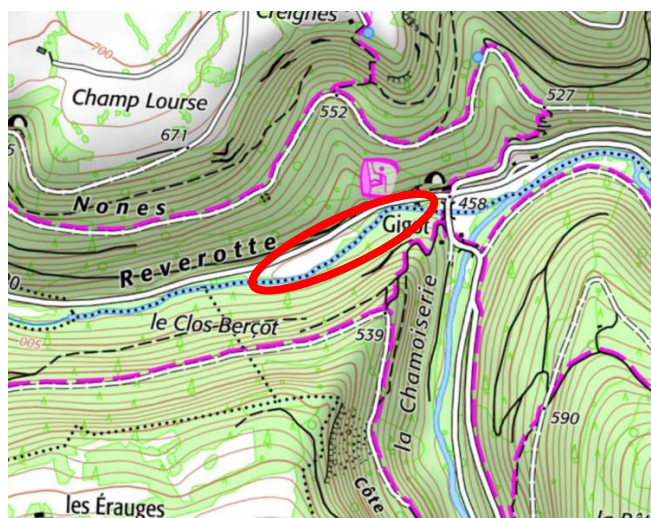 Creignes
700
Champ Lourse
671
552
527
Nones
458
Gigot
Reverotte
le Clos-Berçot
500
539
la Chamoiserie
590
les Érauges
Côte